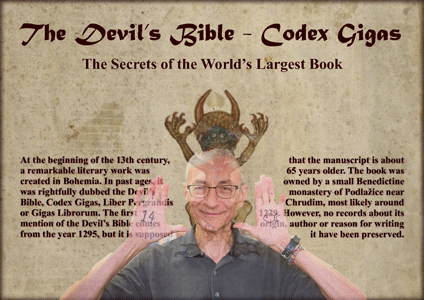 The Devil's Bible - Codex Gigas
The Secrets of the World's Largest Book
At the beginning of the 13th century,
a remarkable literary work was
created in Bohemia. In past ages, it
was rightfully dubbed the Devil's
Bible, Codex Gigas, Liber Pergrandis
or Gigas Librorum. The first
mention of the Devil's Bible comes
from the year 1295, but it is supposed
that the manuscript is about
65 years older. The book was
owned by a small Benedictine
monastery of Podlažice near
Chrudim, most likely around
1229. However, no records about its
origin, author or reason for writing
it have been preserved.
14